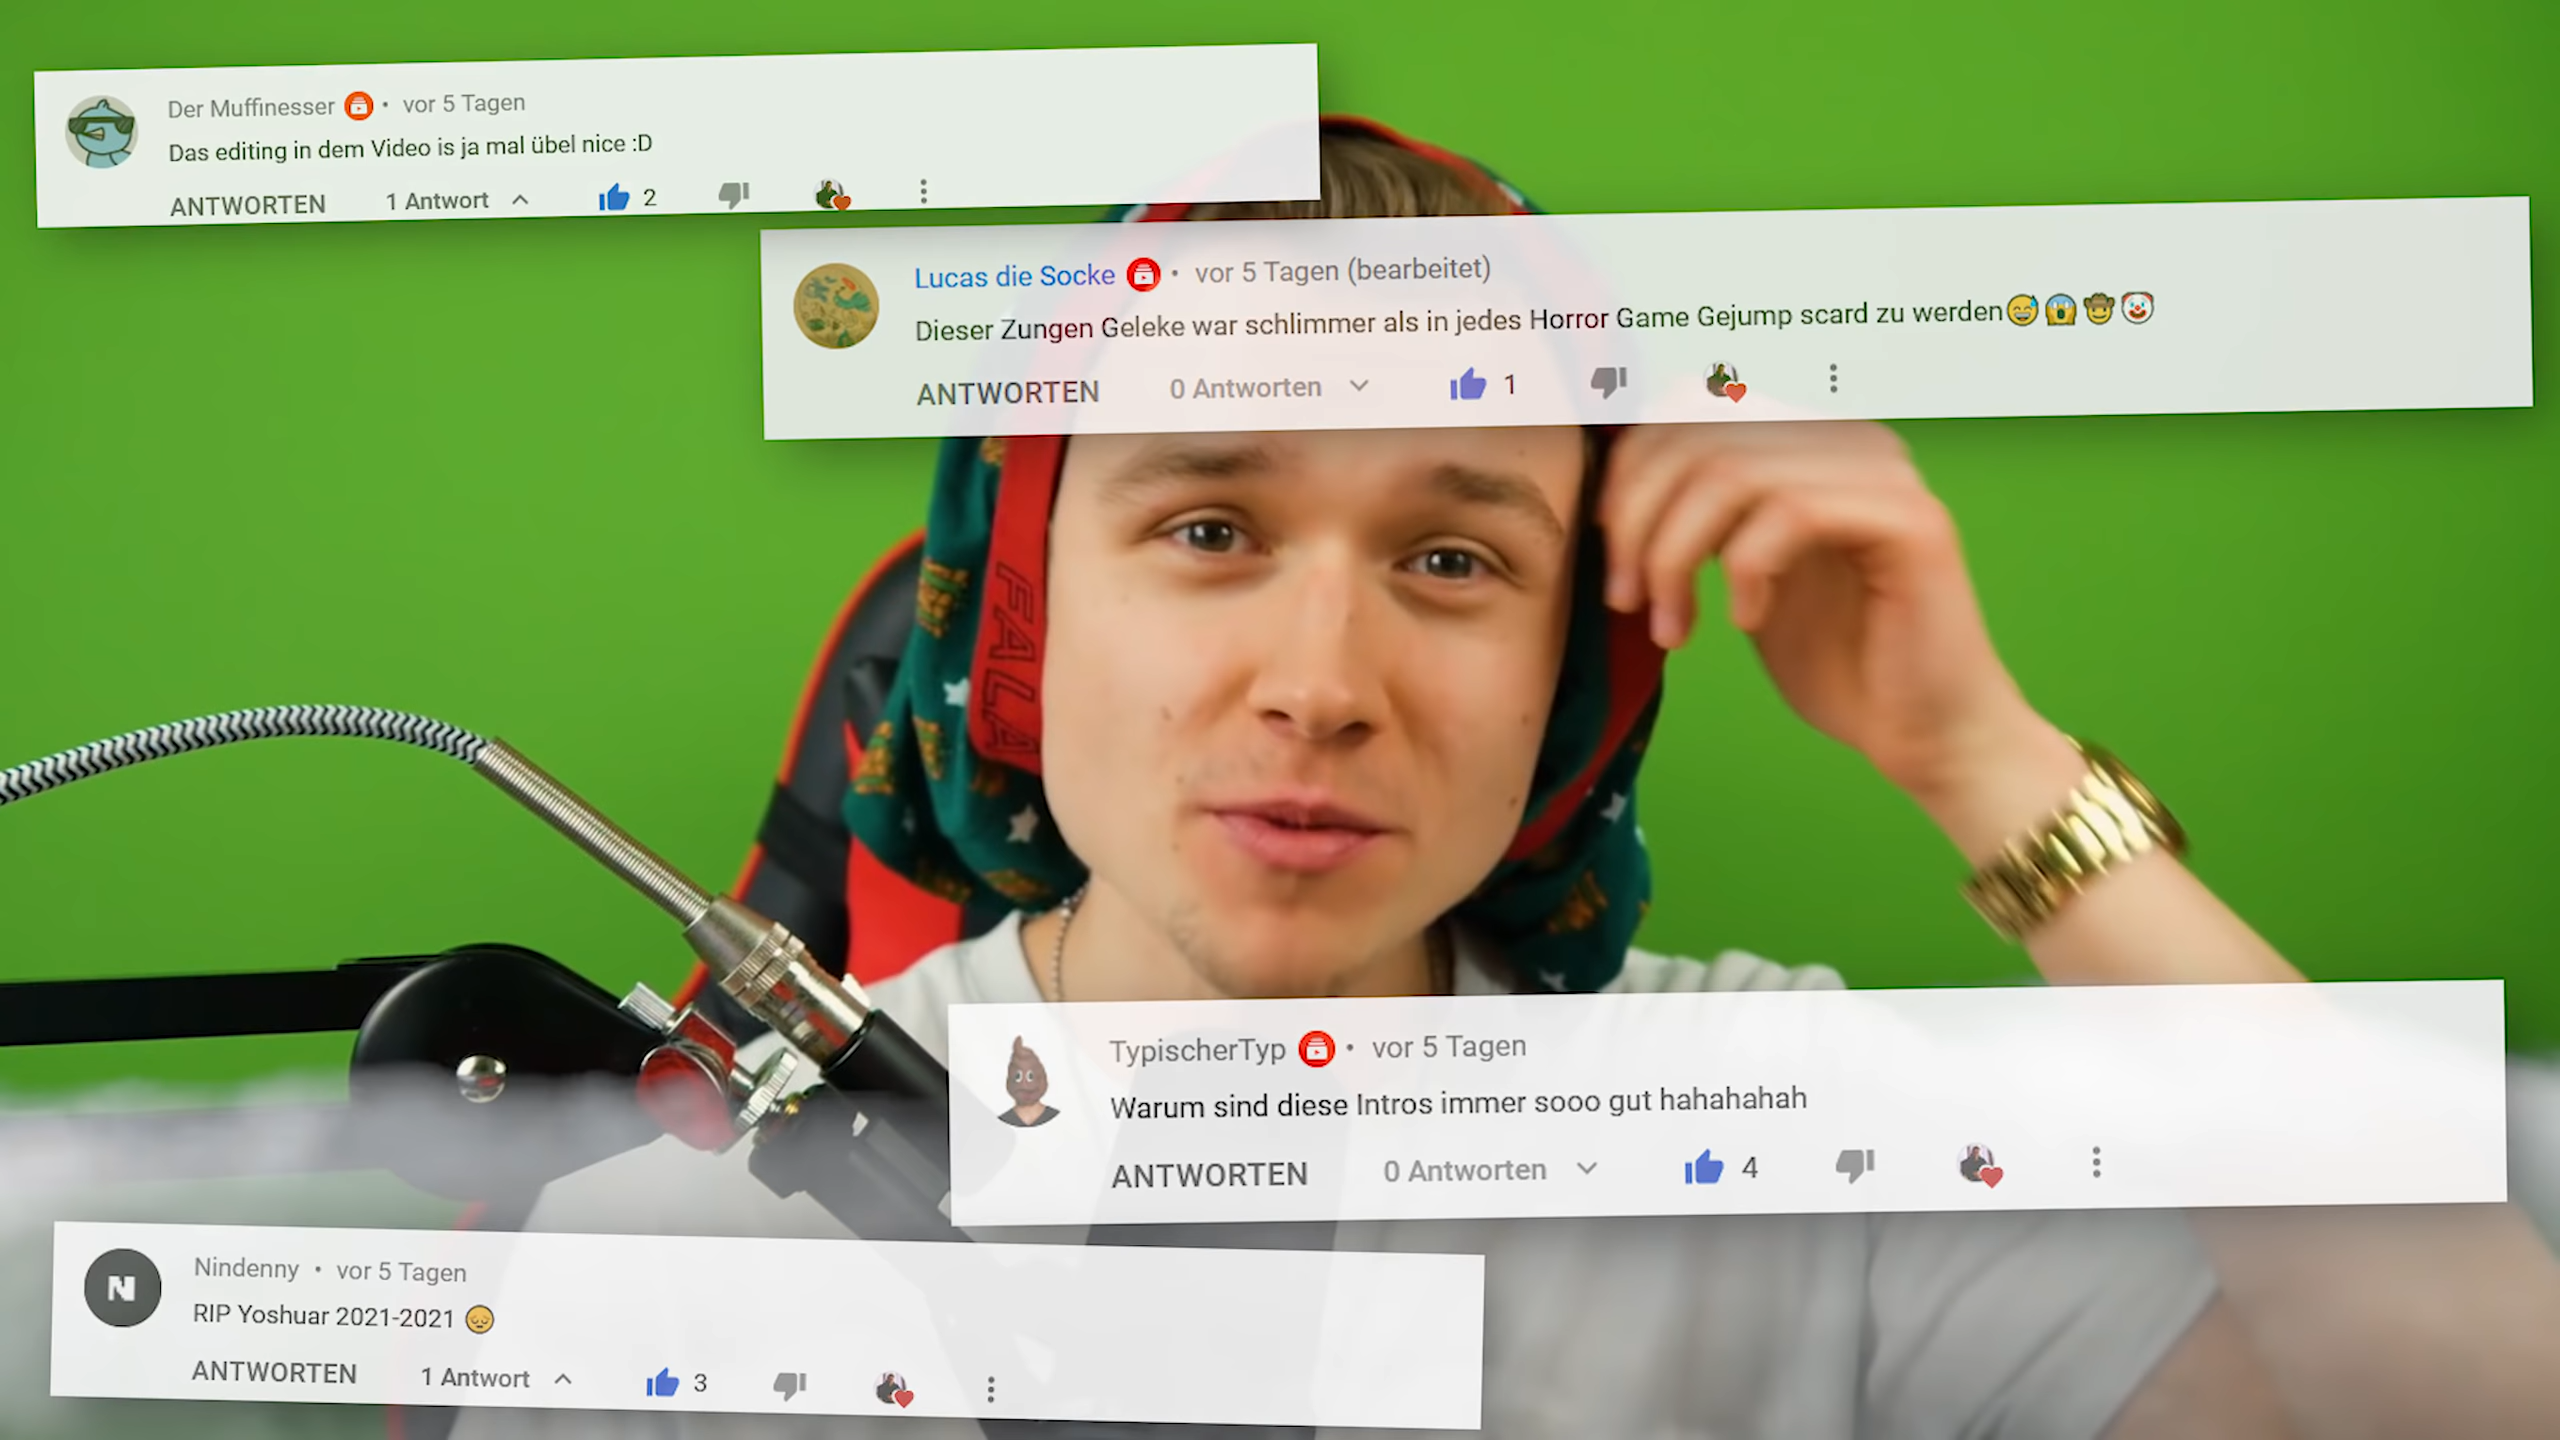 Der Muffinesser • vor 5 Tagen
Das editing in dem Video is ja mal übel nice :D
ANTWORTEN 1 Antwort 2
Lucas die Socke • vor 5 Tagen (bearbeitet)
Dieser Zungen Geleke war schlimmer als in jedes Horror Game Gejump scard zu werden😅😱🤠🤡
ANTWORTEN 0 Antworten 1
FALALA
TypischerTyp • vor 5 Tagen
Warum sind diese Intros immer sooo gut hahahahah
ANTWORTEN 0 Antworten 4
N
Nindenny • vor 5 Tagen
RIP Yoshuar 2021-2021 😔
ANTWORTEN 1 Antwort 3